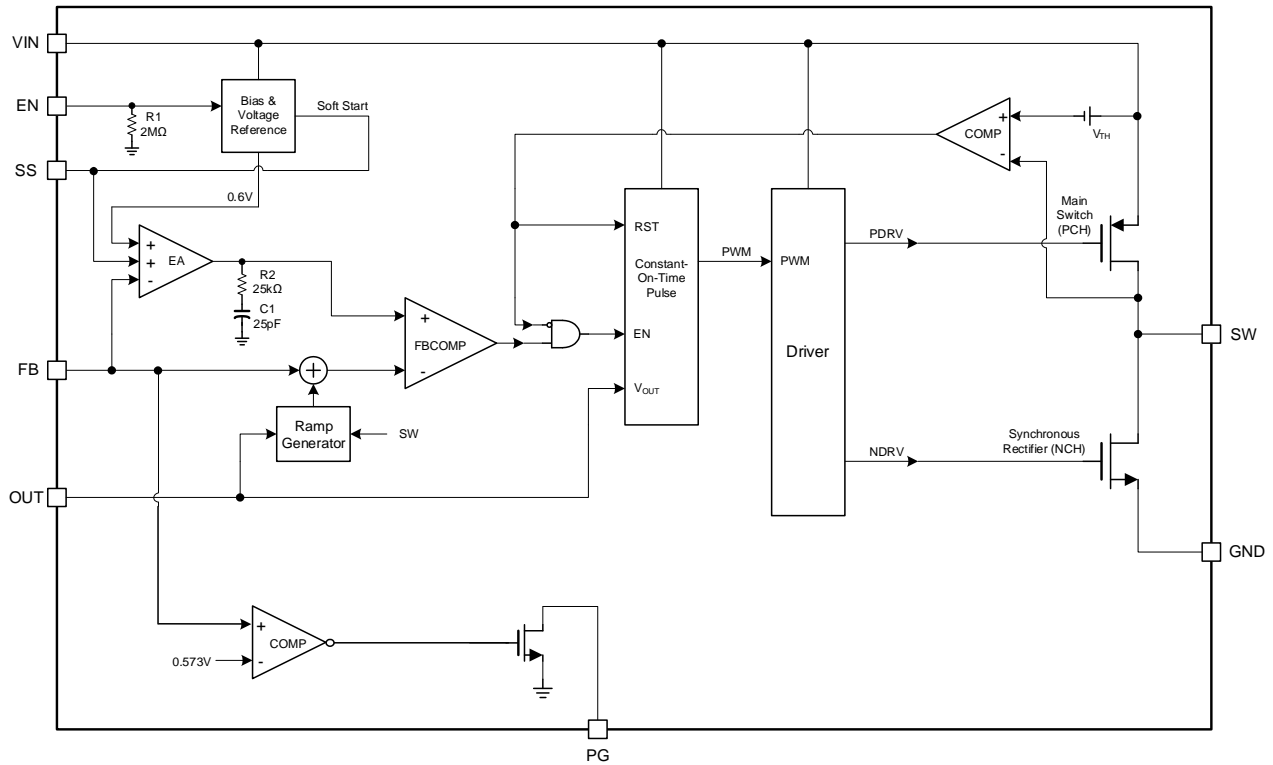 VIN
EN
R1
2MΩ
Bias &
Voltage
Reference
Soft Start
SS
0.6V
+
+
-
EA
R2
25kΩ
C1
25pF
+
-
FBCOMP
FB
+
Ramp
Generator
SW
OUT
RST
Constant-
On-Time
Pulse
EN
VOUT
PWM
PWM
Driver
PDRV
NDRV
+
-
COMP
VTH
Main
Switch
(PCH)
Synchronous
Rectifier (NCH)
SW
GND
+
-
COMP
0.573V
PG